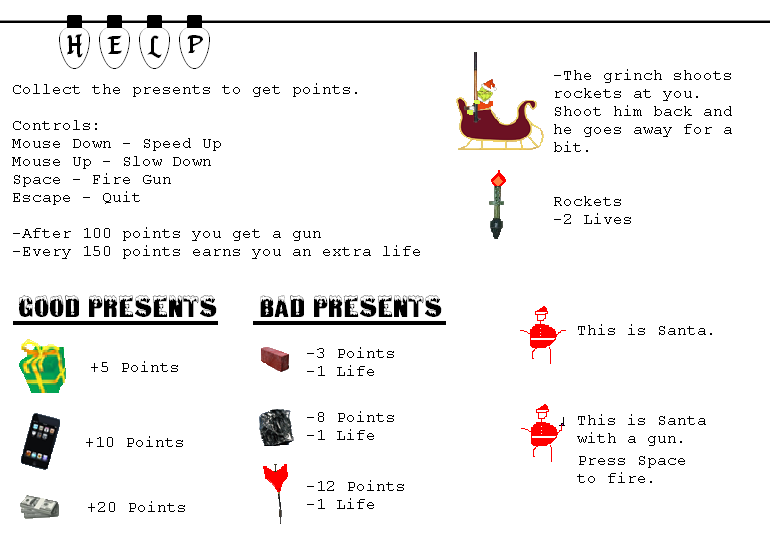 HELP
Collect the presents to get points.
Controls:
Mouse Down - Speed Up
Mouse Up - Slow Down
Space - Fire Gun
Escape - Quit
-After 100 points you get a gun
-Every 150 points earns you an extra life
-The grinch shoots
rockets at you.
Shoot him back and
he goes away for a
bit.
Rockets
-2 Lives
GOOD PRESENTS
+5 Points
+10 Points
+20 Points
BAD PRESENTS
-3 Points
-1 Life
-8 Points
-1 Life
-12 Points
-1 Life
This is Santa.
This is Santa
with a gun.
Press Space
to fire.